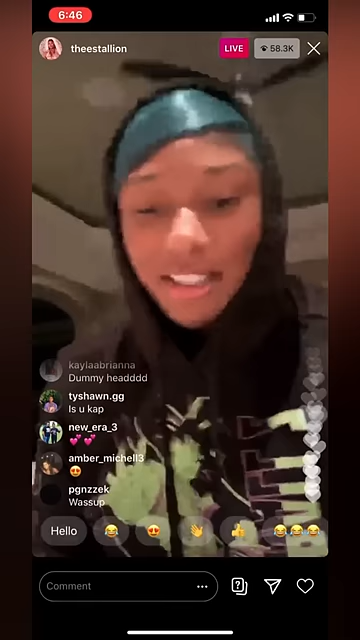 6:46
theestallion
LIVE
58.3K
kaylaabrianna
Dummy headddd
tyshawn.gg
Is u kap
new_era_3
💕💕
amber_michell3
😍
pgnzzek
Wassup
Hello 😂 😍 👋 👍 😂😂😂
Comment